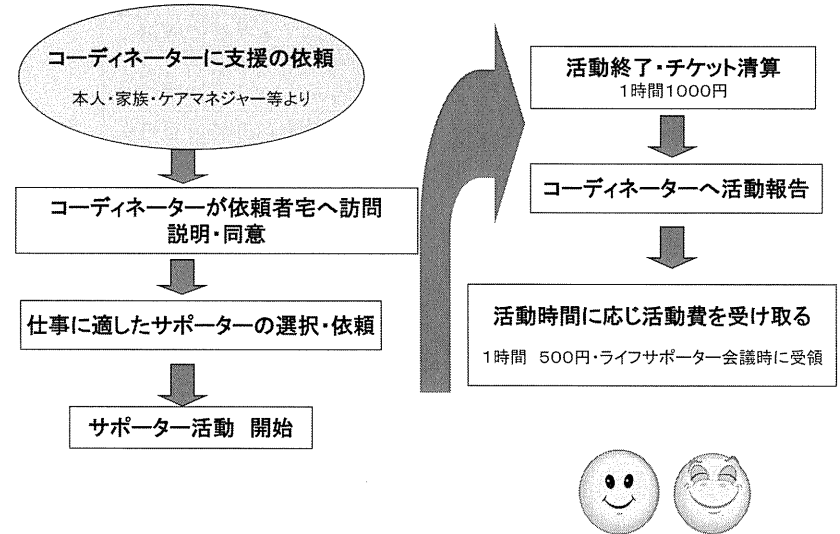 コーディネーターに支援の依頼
本人・家族・ケアマネジャー等より
コーディネーターが依頼者宅へ訪問
説明・同意
仕事に適したサポーターの選択・依頼
サポーター活動 開始
活動終了・チケット清算
1時間1000円
コーディネーターへ活動報告
活動時間に応じ活動費を受け取る
1時間 500円・ライフサポーター会議時に受領